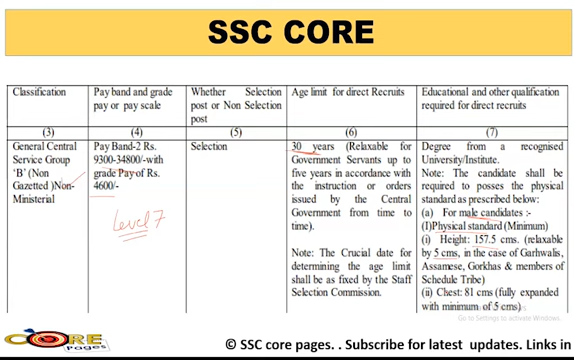 SSC CORE
Classification
Pay band and grade
pay or pay scale
Whether Selection
post or Non Selection
post
Age limit for direct Recruits
Educational and other qualification
required for direct recruits
(3)
(4)
(5)
(6)
(7)
General Central
Service Group
‘B’ (Non
Gazetted )Non-
Ministerial
Pay Band-2 Rs.
9300-34800/-with
grade Pay of Rs.
4600/-
Level 7
Selection
30 years (Relaxable for
Government Servants up to
five years in accordance with
the instruction or orders
issued by the Central
Government from time to
time).
Note: The Crucial date for
determining the age limit
shall be as fixed by the Staff
Selection Commission.
Degree from a recognised
University/Institute.
Note: The candidate shall be
required to posses the physical
standard as prescribed below:
(a) For male candidates :-
(I)Physical standard (Minimum)
(i) Height: 157.5 cms. (relaxable
by 5 cms, in the case of Garhwalis,
Assamese, Gorkhas & members of
Schedule Tribe)
(ii) Chest: 81 cms (fully expanded
with minimum of 5 cms)
Go to Settings to activate Windows.
CORE
Pages
© SSC core pages. . Subscribe for latest updates. Links in